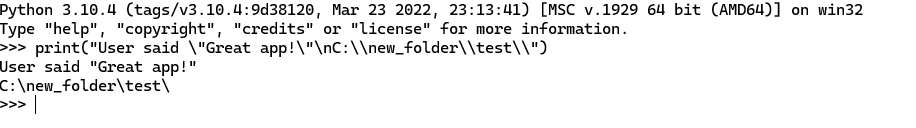 Python 3.10.4 (tags/v3.10.4:9d38120, Mar 23 2022, 23:13:41) [MSC v.1929 64 bit (AMD64)] on win32
Type "help", "copyright", "credits" or "license" for more information.
>>> print("User said \"Great app!\"\nC:\\new_folder\\test\\")
User said "Great app!"
C:\new_folder\test\
>>>